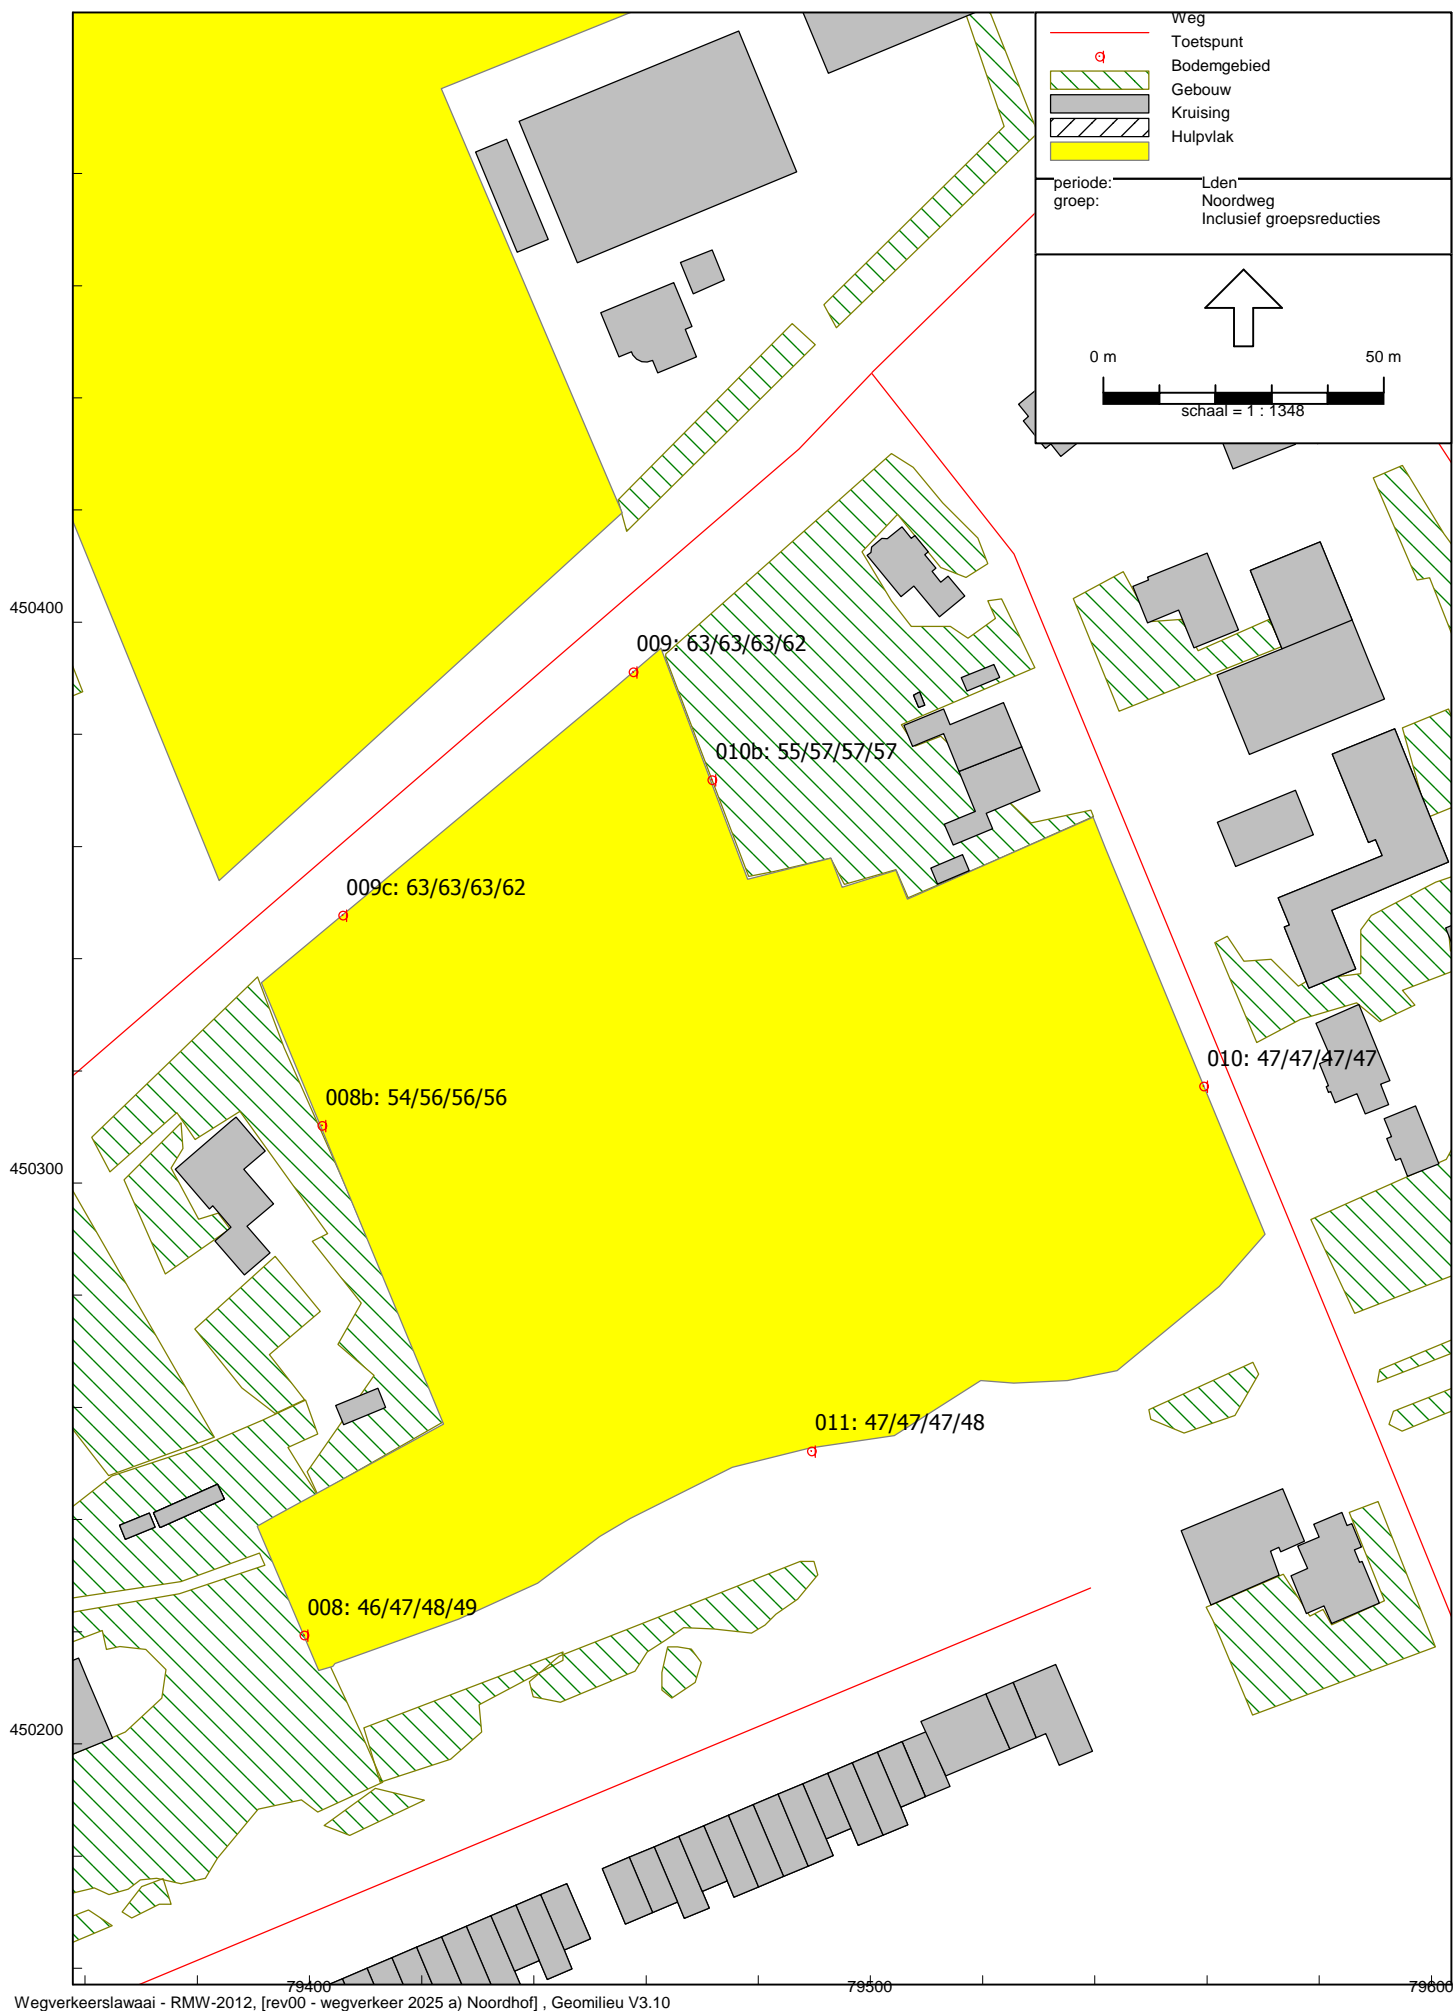 Weg
Toetspunt
Bodemgebied
Gebouw
Kruising
Hulpvlak
periode: Lden
groep: Noordweg
Inclusief groepsreducties
0 m 50 m
schaal = 1 : 1348
450400
009: 63/63/63/62
010b: 55/57/57/57
009c: 63/63/63/62
010: 47/47/47/47
008b: 54/56/56/56
450300
011: 47/47/47/48
008: 46/47/48/49
450200
79400 79500 79600
Wegverkeerslawaai - RMW-2012, [rev00 - wegverkeer 2025 a) Noordhof] , Geomilieu V3.10